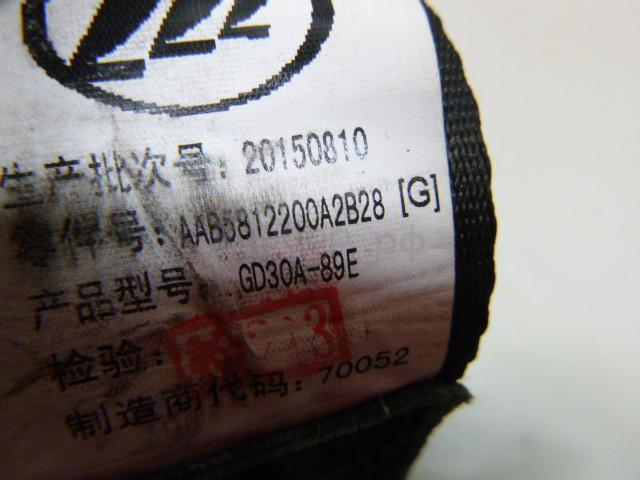 生产批次号: 20150810
零件号: AAB5812200A2B28 [G]
产品型号 GD30A-89E
检验:
制造商代码: 70052